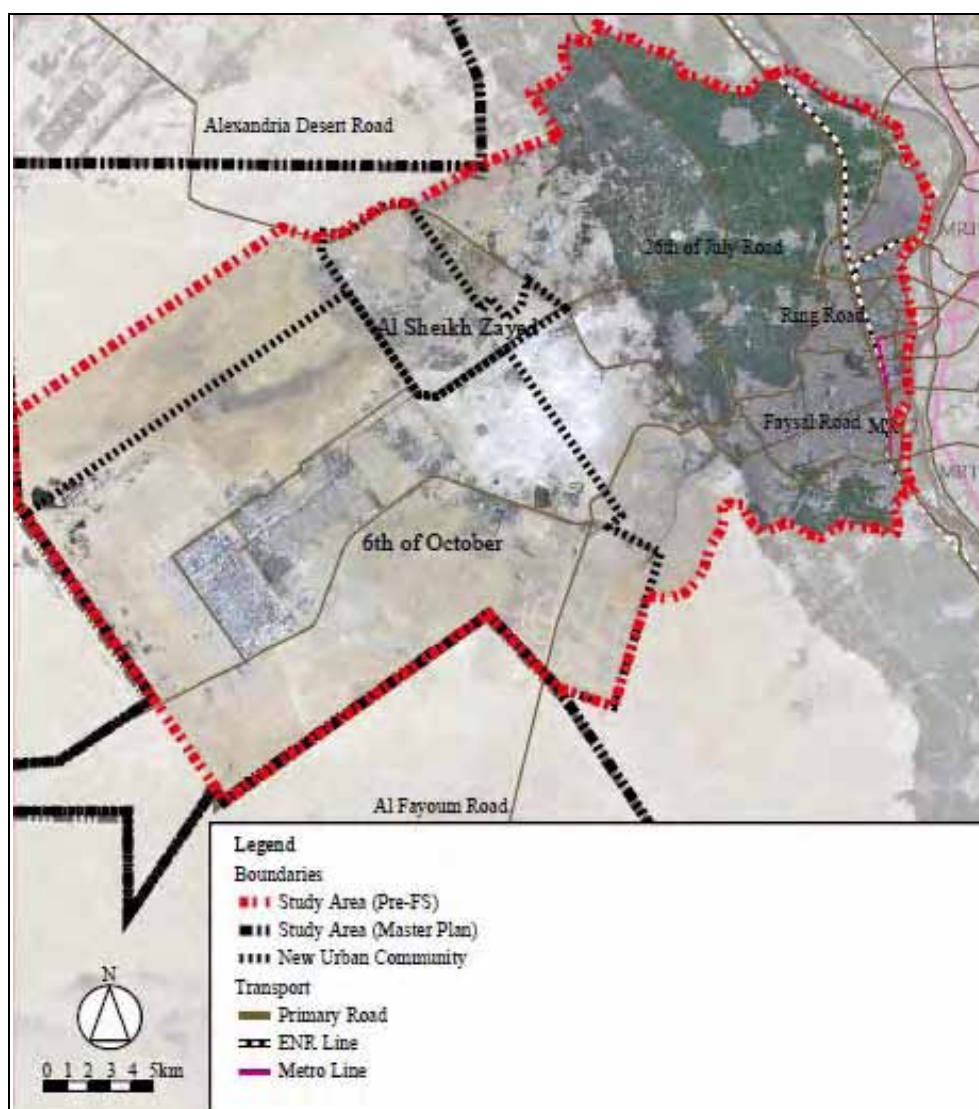 Alexandria Desert Road
26th of July Road
Ring Road
Al Sheikh Zayed
Faysal Road
6th of October
Al Fayoum Road
Legend
Boundaries
Study Area (Pre-FS)
Study Area (Master Plan)
New Urban Community
Transport
Primary Road
ENR Line
Metro Line
N
0 1 2 3 4 5km